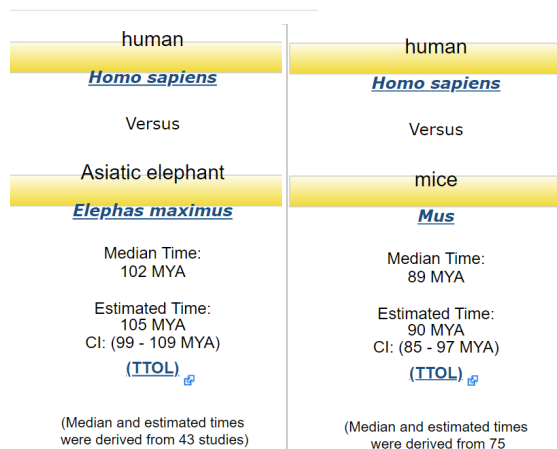 human
Homo sapiens
Versus
Asiatic elephant
Elephas maximus
Median Time:
102 MYA
Estimated Time:
105 MYA
CI: (99 - 109 MYA)
(TTOL)
(Median and estimated times
were derived from 43 studies)
human
Homo sapiens
Versus
mice
Mus
Median Time:
89 MYA
Estimated Time:
90 MYA
CI: (85 - 97 MYA)
(TTOL)
(Median and estimated times
were derived from 75